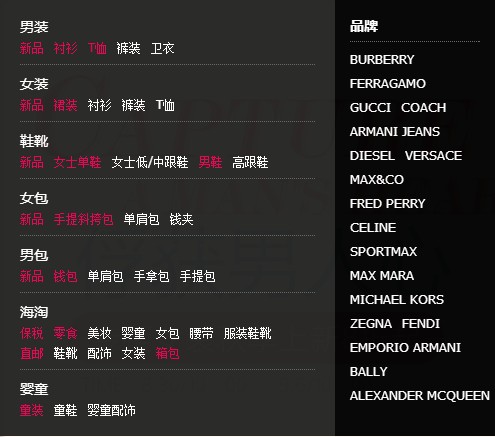 男装
新品 衬衫 T恤 裤装 卫衣
女装
新品 裙装 衬衫 裤装 T恤
鞋靴
新品 女士单鞋 女士低/中跟鞋 男鞋 高跟鞋
女包
新品 手提斜挎包 单肩包 钱夹
男包
新品 钱包 单肩包 手拿包 手提包
海淘
保税 零食 美妆 婴童 女包 腰带 服装鞋靴
直邮 鞋靴 配饰 女装 箱包
婴童
童装 童鞋 婴童配饰
品牌
BURBERRY
FERRAGAMO
GUCCI COACH
ARMANI JEANS
DIESEL VERSACE
MAX&CO
FRED PERRY
CELINE
SPORTMAX
MAX MARA
MICHAEL KORS
ZEGNA FENDI
EMPORIO ARMANI
BALLY
ALEXANDER MCQUEEN